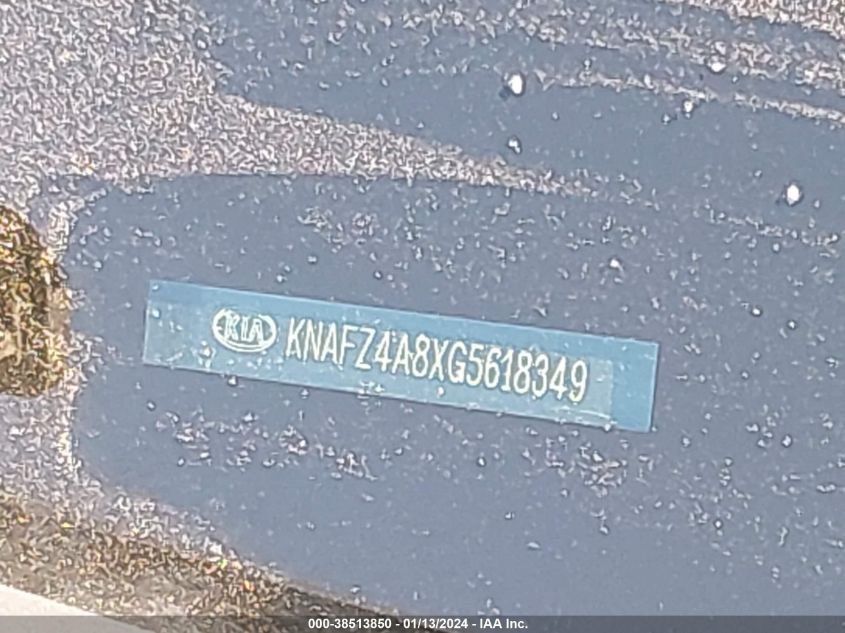 KIA KNAFZ4A8XG5618349
000-38513850 - 01/13/2024 - IAA Inc.